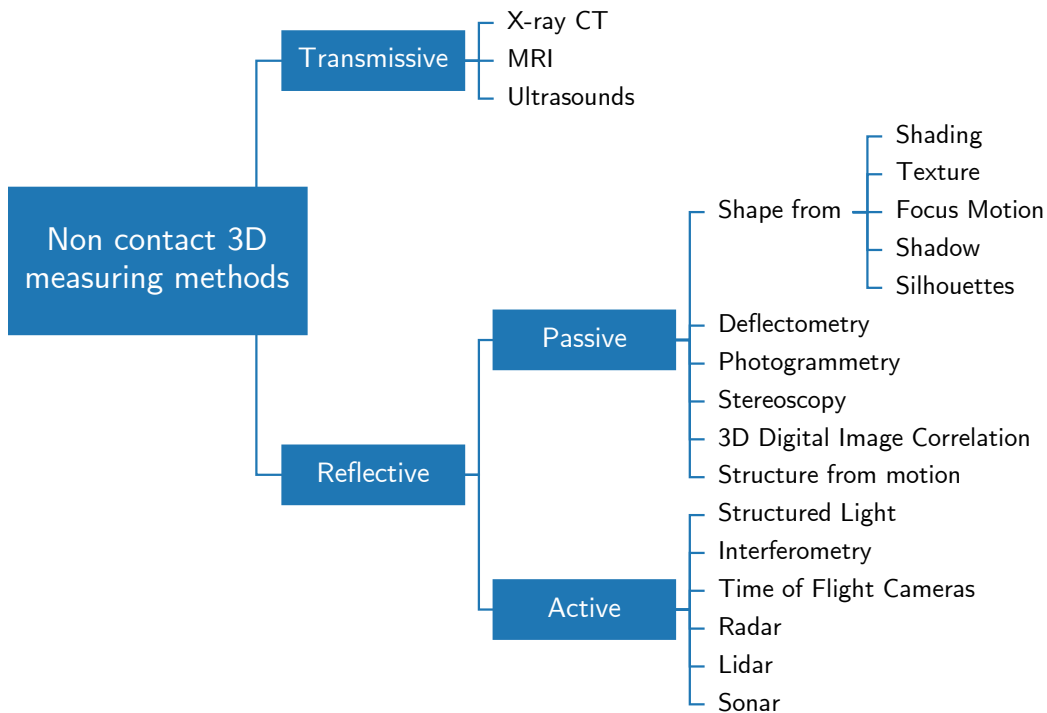 Non contact 3D
measuring methods
Transmissive
X-ray CT
MRI
Ultrasounds
Reflective
Passive
Shape from
Shading
Texture
Focus Motion
Shadow
Silhouettes
Deflectometry
Photogrammetry
Stereoscopy
3D Digital Image Correlation
Structure from motion
Active
Structured Light
Interferometry
Time of Flight Cameras
Radar
Lidar
Sonar